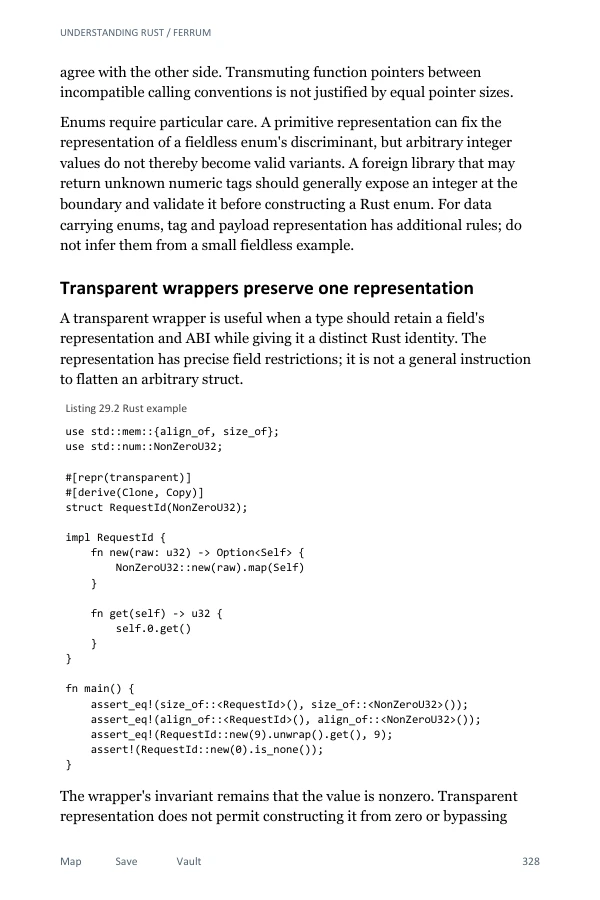 UNDERSTANDING RUST / FERRUM
agree with the other side. Transmuting function pointers between
incompatible calling conventions is not justified by equal pointer sizes.
Enums require particular care. A primitive representation can fix the
representation of a fieldless enum's discriminant, but arbitrary integer
values do not thereby become valid variants. A foreign library that may
return unknown numeric tags should generally expose an integer at the
boundary and validate it before constructing a Rust enum. For data
carrying enums, tag and payload representation has additional rules; do
not infer them from a small fieldless example.
Transparent wrappers preserve one representation
A transparent wrapper is useful when a type should retain a field's
representation and ABI while giving it a distinct Rust identity. The
representation has precise field restrictions; it is not a general instruction
to flatten an arbitrary struct.
Listing 29.2 Rust example
use std::mem::{align_of, size_of};
use std::num::NonZeroU32;
#[repr(transparent)]
#[derive(Clone, Copy)]
struct RequestId(NonZeroU32);
impl RequestId {
    fn new(raw: u32) -> Option<Self> {
        NonZeroU32::new(raw).map(Self)
    }
    fn get(self) -> u32 {
        self.0.get()
    }
}
fn main() {
    assert_eq!(size_of::<RequestId>(), size_of::<NonZeroU32>());
    assert_eq!(align_of::<RequestId>(), align_of::<NonZeroU32>());
    assert_eq!(RequestId::new(9).unwrap().get(), 9);
    assert!(RequestId::new(0).is_none());
}
The wrapper's invariant remains that the value is nonzero. Transparent
representation does not permit constructing it from zero or bypassing
Map Save Vault 328